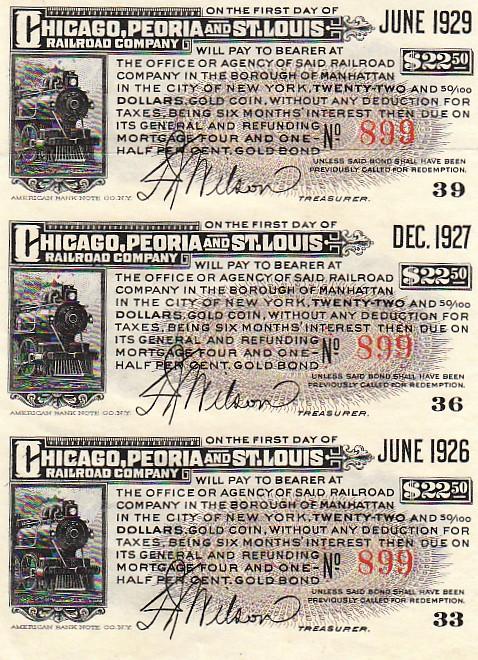 ON THE FIRST DAY OF
JUNE 1929
CHICAGO, PEORIA AND ST. LOUIS
RAILROAD COMPANY
WILL PAY TO BEARER AT
$22.50
THE OFFICE OR AGENCY OF SAID RAILROAD
COMPANY IN THE BOROUGH OF MANHATTAN
IN THE CITY OF NEW YORK, TWENTY-TWO AND 50/100
DOLLARS, GOLD COIN, WITHOUT ANY DEDUCTION FOR
TAXES, BEING SIX MONTHS' INTEREST THEN DUE ON
ITS GENERAL AND REFUNDING
MORTGAGE FOUR AND ONE-
HALF PER CENT. GOLD BOND
No 899
UNLESS SAID BOND SHALL HAVE BEEN
PREVIOUSLY CALLED FOR REDEMPTION.
Wilson
TREASURER.
39
AMERICAN BANK NOTE CO. N.Y.
ON THE FIRST DAY OF
DEC. 1927
CHICAGO, PEORIA AND ST. LOUIS
RAILROAD COMPANY
WILL PAY TO BEARER AT
$22.50
THE OFFICE OR AGENCY OF SAID RAILROAD
COMPANY IN THE BOROUGH OF MANHATTAN
IN THE CITY OF NEW YORK, TWENTY-TWO AND 50/100
DOLLARS, GOLD COIN, WITHOUT ANY DEDUCTION FOR
TAXES, BEING SIX MONTHS' INTEREST THEN DUE ON
ITS GENERAL AND REFUNDING
MORTGAGE FOUR AND ONE-
HALF PER CENT. GOLD BOND
No 899
UNLESS SAID BOND SHALL HAVE BEEN
PREVIOUSLY CALLED FOR REDEMPTION.
Wilson
TREASURER.
36
AMERICAN BANK NOTE CO. N.Y.
ON THE FIRST DAY OF
JUNE 1926
CHICAGO, PEORIA AND ST. LOUIS
RAILROAD COMPANY
WILL PAY TO BEARER AT
$22.50
THE OFFICE OR AGENCY OF SAID RAILROAD
COMPANY IN THE BOROUGH OF MANHATTAN
IN THE CITY OF NEW YORK, TWENTY-TWO AND 50/100
DOLLARS, GOLD COIN, WITHOUT ANY DEDUCTION FOR
TAXES, BEING SIX MONTHS' INTEREST THEN DUE ON
ITS GENERAL AND REFUNDING
MORTGAGE FOUR AND ONE-
HALF PER CENT. GOLD BOND
No 899
UNLESS SAID BOND SHALL HAVE BEEN
PREVIOUSLY CALLED FOR REDEMPTION.
Wilson
TREASURER.
33
AMERICAN BANK NOTE CO. N.Y.